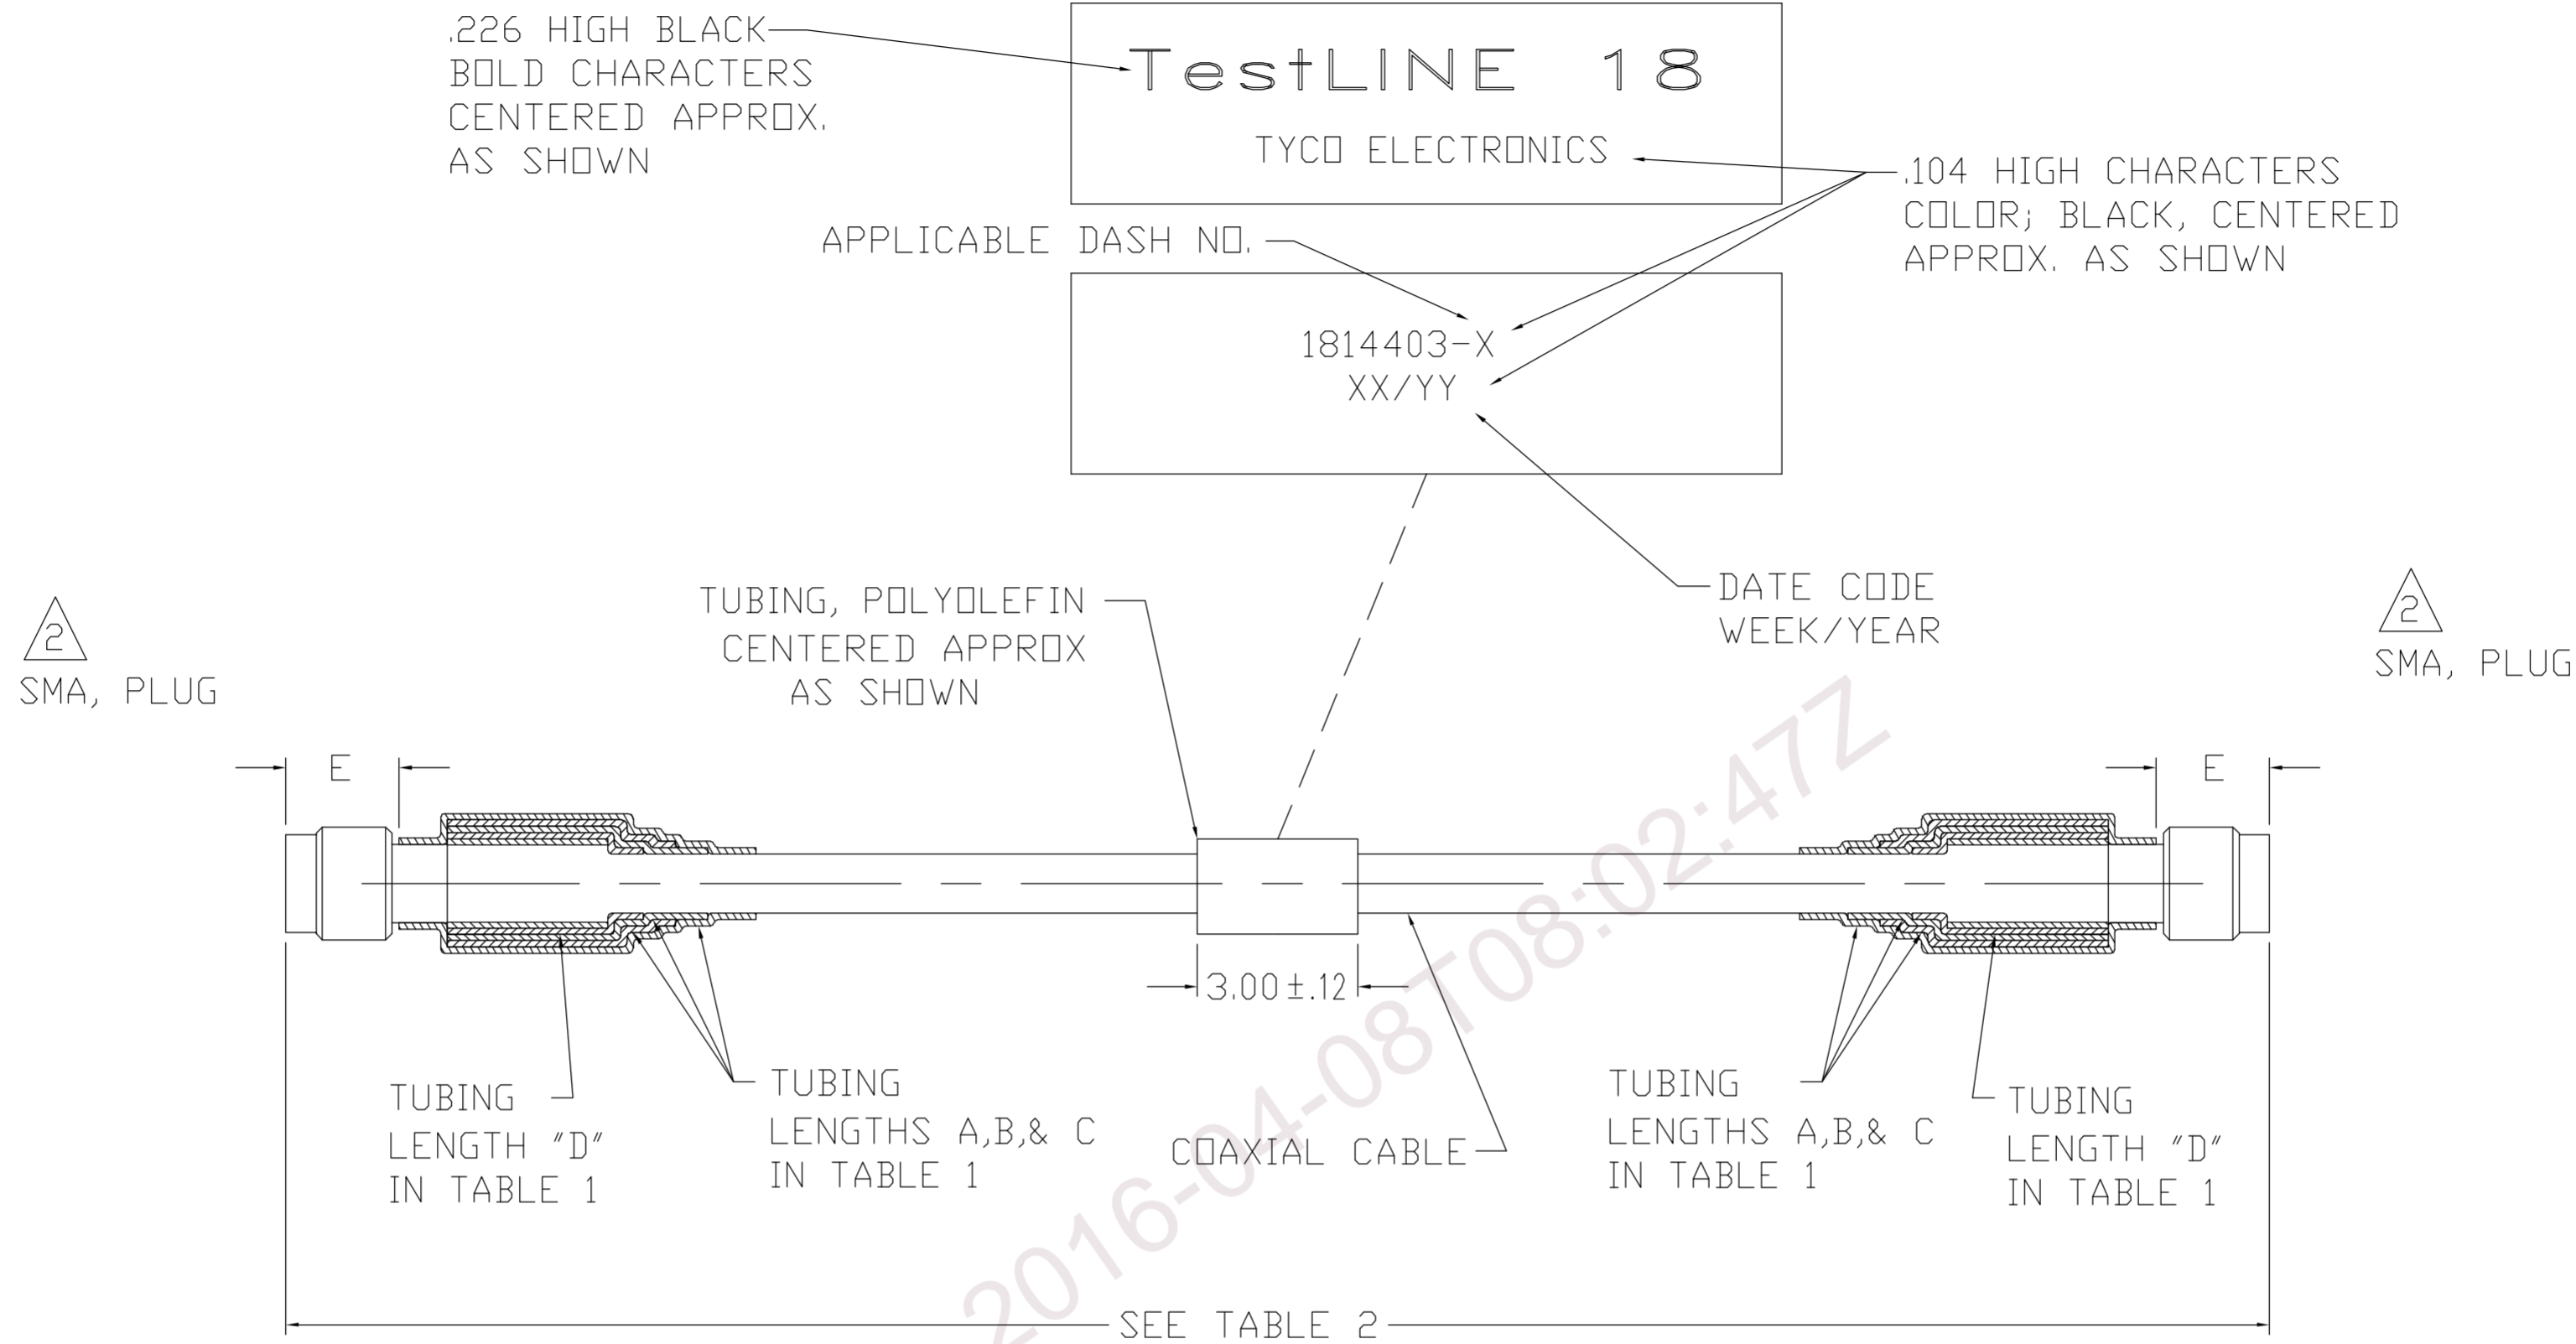 .226 HIGH BLACK
BOLD CHARACTERS
CENTERED APPROX.
AS SHOWN
TestLINE 18
TYCO ELECTRONICS
.104 HIGH CHARACTERS
COLOR; BLACK, CENTERED
APPROX. AS SHOWN
APPLICABLE DASH NO.
1814403-X
XX/YY
DATE CODE
WEEK/YEAR
TUBING, POLYOLEFIN
CENTERED APPROX
AS SHOWN
2
SMA, PLUG
2
SMA, PLUG
E
E
3.00±.12
TUBING
LENGTH "D"
IN TABLE 1
TUBING
LENGTHS A,B,& C
IN TABLE 1
COAXIAL CABLE
TUBING
LENGTHS A,B,& C
IN TABLE 1
TUBING
LENGTH "D"
IN TABLE 1
SEE TABLE 2
2016-04-08T08:02:47Z